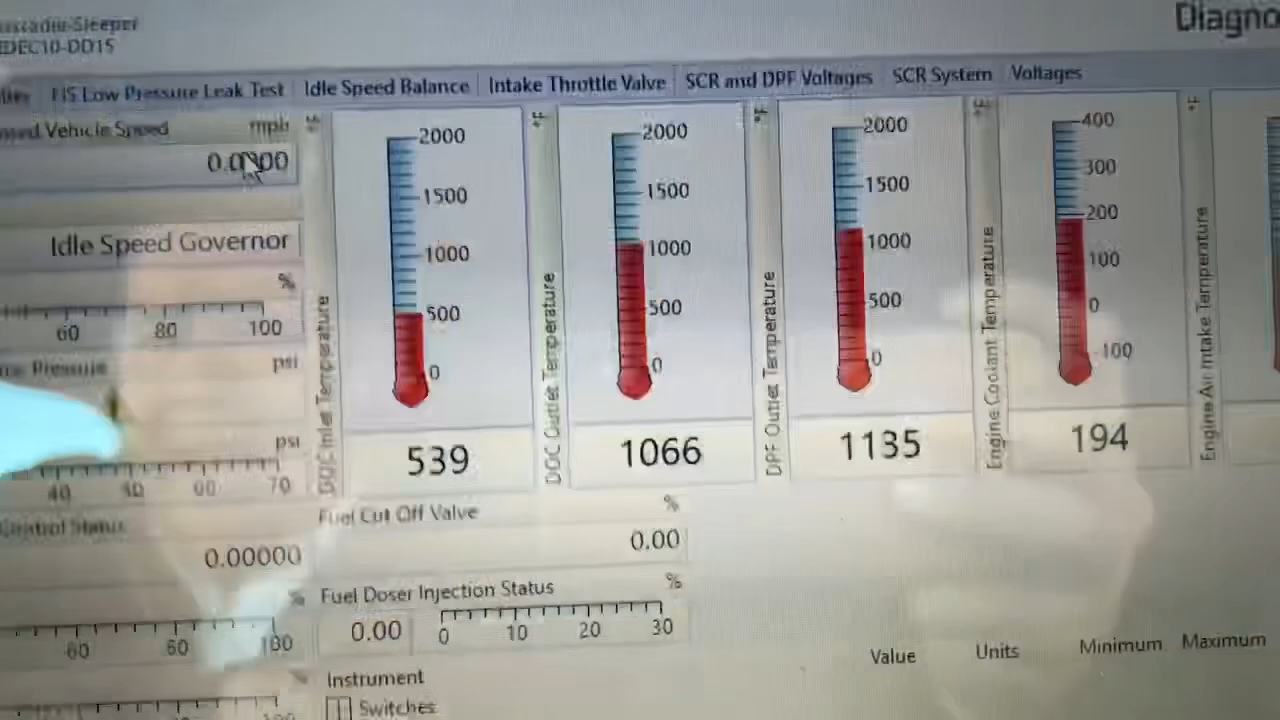 Sleeper
DEC10-DD15
Diagno
Low Pressure Leak Test Idle Speed Balance Intake Throttle Valve SCR and DPF Voltages SCR System Voltages
Vehicle Speed mph
Idle Speed Governor
%
60 80 100
Pressure psi
psi
40 60 70
Control Status
0.00000
%
60 100
°F
DOC Inlet Temperature
2000
1500
1000
500
0
539
°F
DOC Outlet Temperature
2000
1500
1000
500
0
1066
°F
DPF Outlet Temperature
2000
1500
1000
500
0
1135
°F
Engine Coolant Temperature
400
300
200
100
0
-100
194
°F
Engine Air Intake Temperature
Fuel Cut Off Valve %
0.00
Fuel Doser Injection Status %
0.00 0 10 20 30
Instrument
Switches
Value Units Minimum Maximum